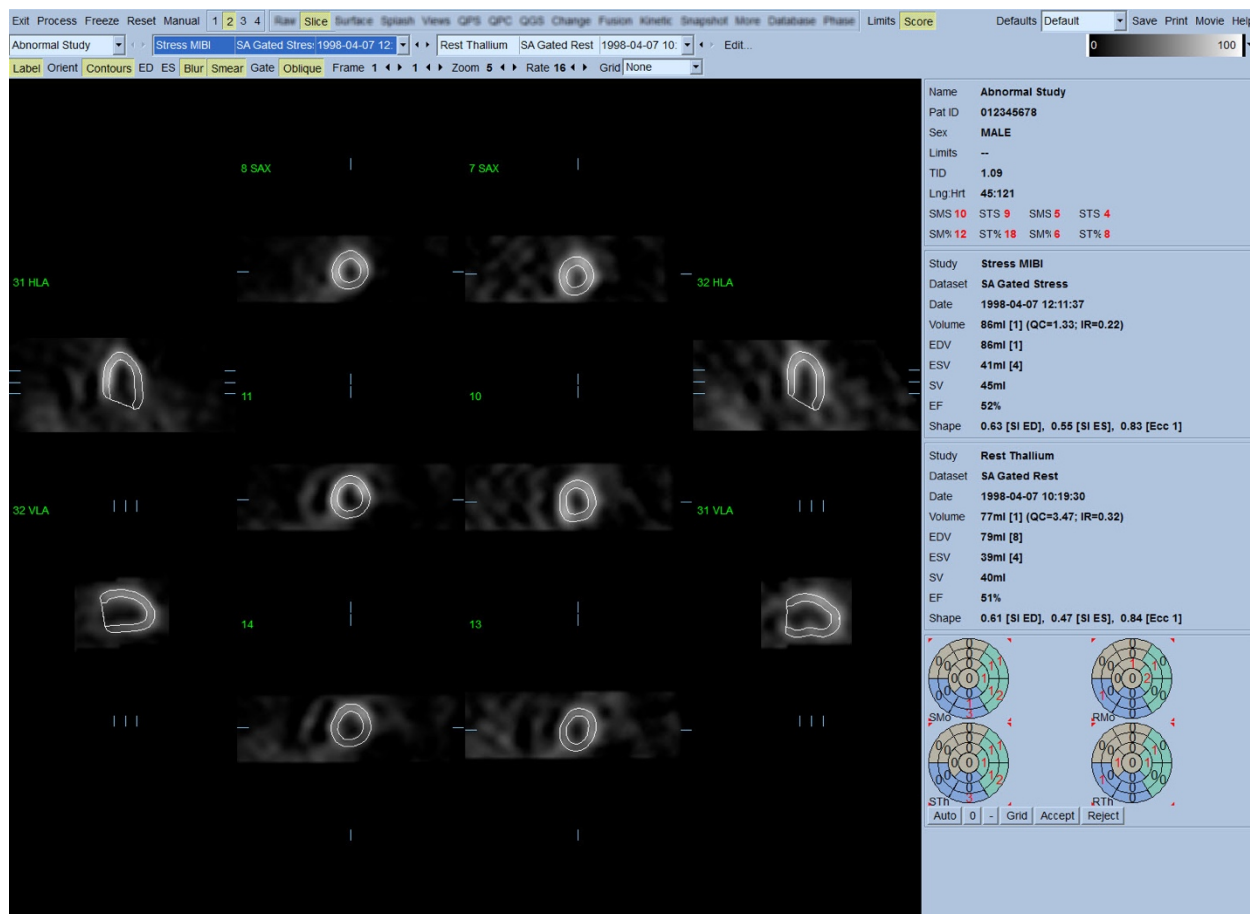 Exit Process Freeze Reset Manual 1 2 3 4 Raw Slice Surface Splash Views QPS QPC QGS Change Fusion Kinetic Snapshot More Database Phase Limits Score Defaults Default Save Print Movie Help
Abnormal Study Stress MIBI SA Gated Stres: 1998-04-07 12: Rest Thallium SA Gated Rest 1998-04-07 10: Edit...
0 100
Label Orient Contours ED ES Blur Smear Gate Oblique Frame 1 1 Zoom 5 Rate 16 Grid None
8 SAX 7 SAX
31 HLA 32 HLA
11 10
32 VLA 31 VLA
14 13
Name Abnormal Study
Pat ID 012345678
Sex MALE
Limits --
TID 1.09
Lng:Hrt 45:121
SMS 10 STS 9 SMS 5 STS 4
SM% 12 ST% 18 SM% 6 ST% 8
Study Stress MIBI
Dataset SA Gated Stress
Date 1998-04-07 12:11:37
Volume 86ml [1] (QC=1.33; IR=0.22)
EDV 86ml [1]
ESV 41ml [4]
SV 45ml
EF 52%
Shape 0.63 [SI ED], 0.55 [SI ES], 0.83 [Ecc 1]
Study Rest Thallium
Dataset SA Gated Rest
Date 1998-04-07 10:19:30
Volume 77ml [1] (QC=3.47; IR=0.32)
EDV 79ml [8]
ESV 39ml [4]
SV 40ml
EF 51%
Shape 0.61 [SI ED], 0.47 [SI ES], 0.84 [Ecc 1]
SMo RMo
STh RTh
Auto 0 - Grid Accept Reject